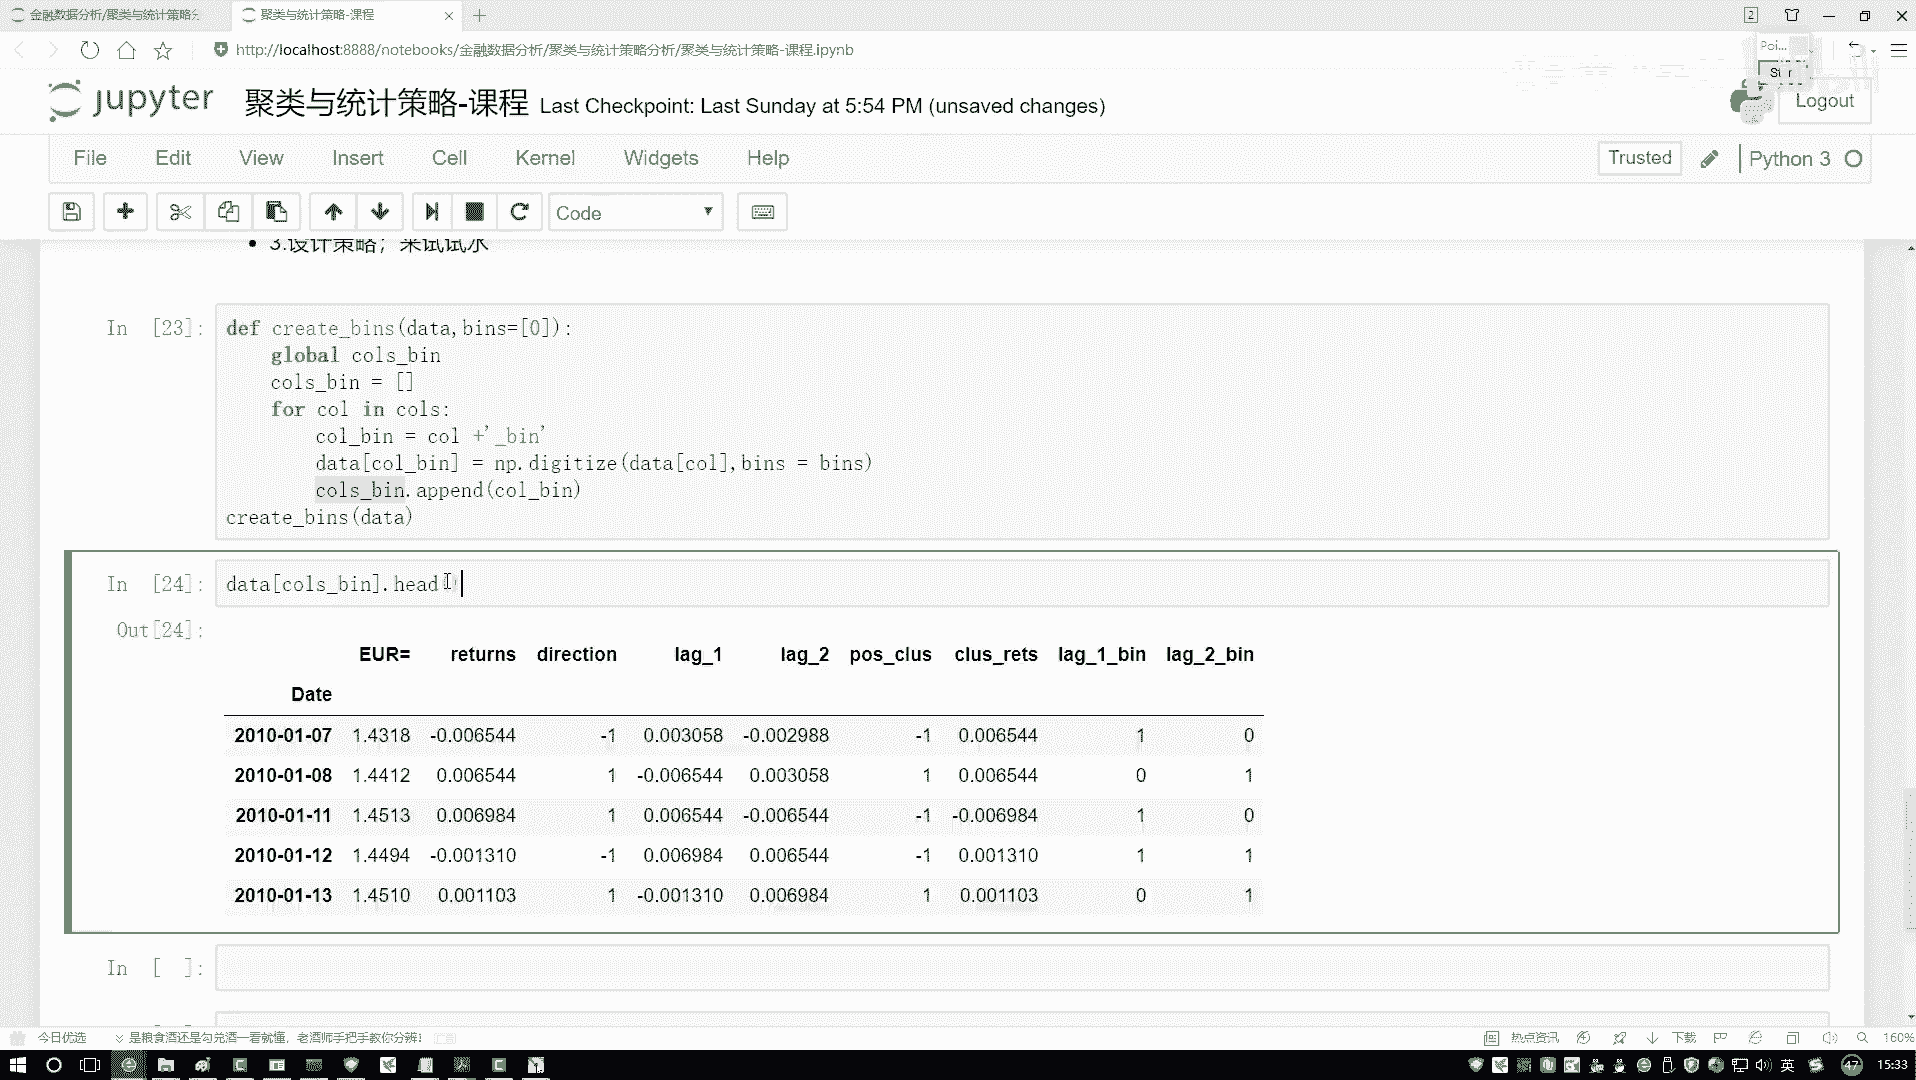 金融数据分析/聚类与统计策略分
聚类与统计策略-课程
2
http://localhost:8888/notebooks/金融数据分析/聚类与统计策略分析/聚类与统计策略-课程.ipynb
Poi...
jupyter 聚类与统计策略-课程 Last Checkpoint: Last Sunday at 5:54 PM (unsaved changes)
Logout
File Edit View Insert Cell Kernel Widgets Help
Trusted Python 3
Code
3.设计策略，来试试水
In [23]:
def create_bins(data,bins=[0]):
global cols_bin
cols_bin = []
for col in cols:
col_bin = col +'_bin'
data[col_bin] = np.digitize(data[col],bins = bins)
cols_bin.append(col_bin)
create_bins(data)
In [24]: data[cols_bin].head()
Out[24]:
EUR= returns direction lag_1 lag_2 pos_clus clus_rets lag_1_bin lag_2_bin
Date
2010-01-07 1.4318 -0.006544 -1 0.003058 -0.002988 -1 0.006544 1 0
2010-01-08 1.4412 0.006544 1 -0.006544 0.003058 1 0.006544 0 1
2010-01-11 1.4513 0.006984 1 0.006544 -0.006544 -1 -0.006984 1 0
2010-01-12 1.4494 -0.001310 -1 0.006984 0.006544 -1 0.001310 1 1
2010-01-13 1.4510 0.001103 1 -0.001310 0.006984 1 0.001103 0 1
In [ ]:
今日优选 是粮食酒还是勾兑酒一看就懂，老酒师手把手教你分辨！
热点资讯 下载 160%
英 47 15:33